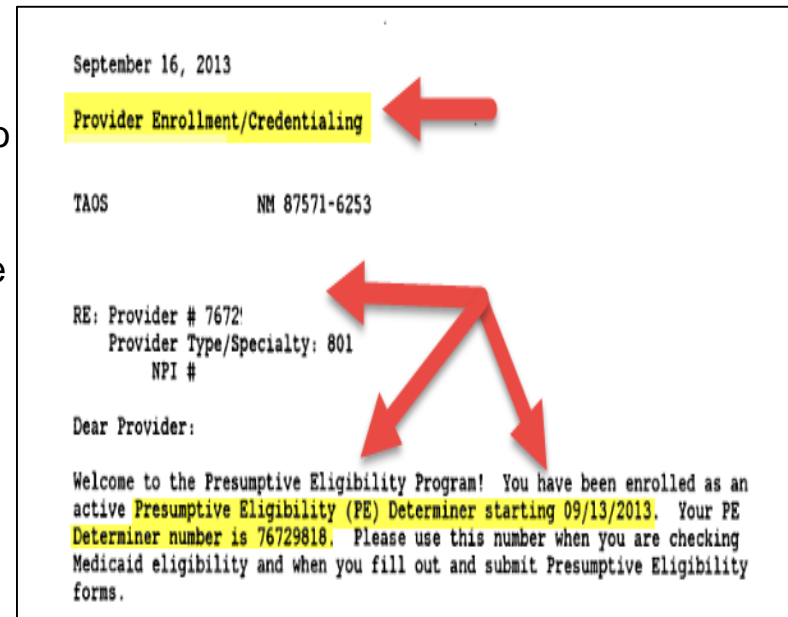 September 16, 2013
Provider Enrollment/Credentialing
TAOS NM 87571-6253
RE: Provider # 7672
Provider Type/Specialty: 801
NPI #
Dear Provider:
Welcome to the Presumptive Eligibility Program! You have been enrolled as an
active Presumptive Eligibility (PE) Determiner starting 09/13/2013. Your PE
Determiner number is 76729818. Please use this number when you are checking
Medicaid eligibility and when you fill out and submit Presumptive Eligibility
forms.